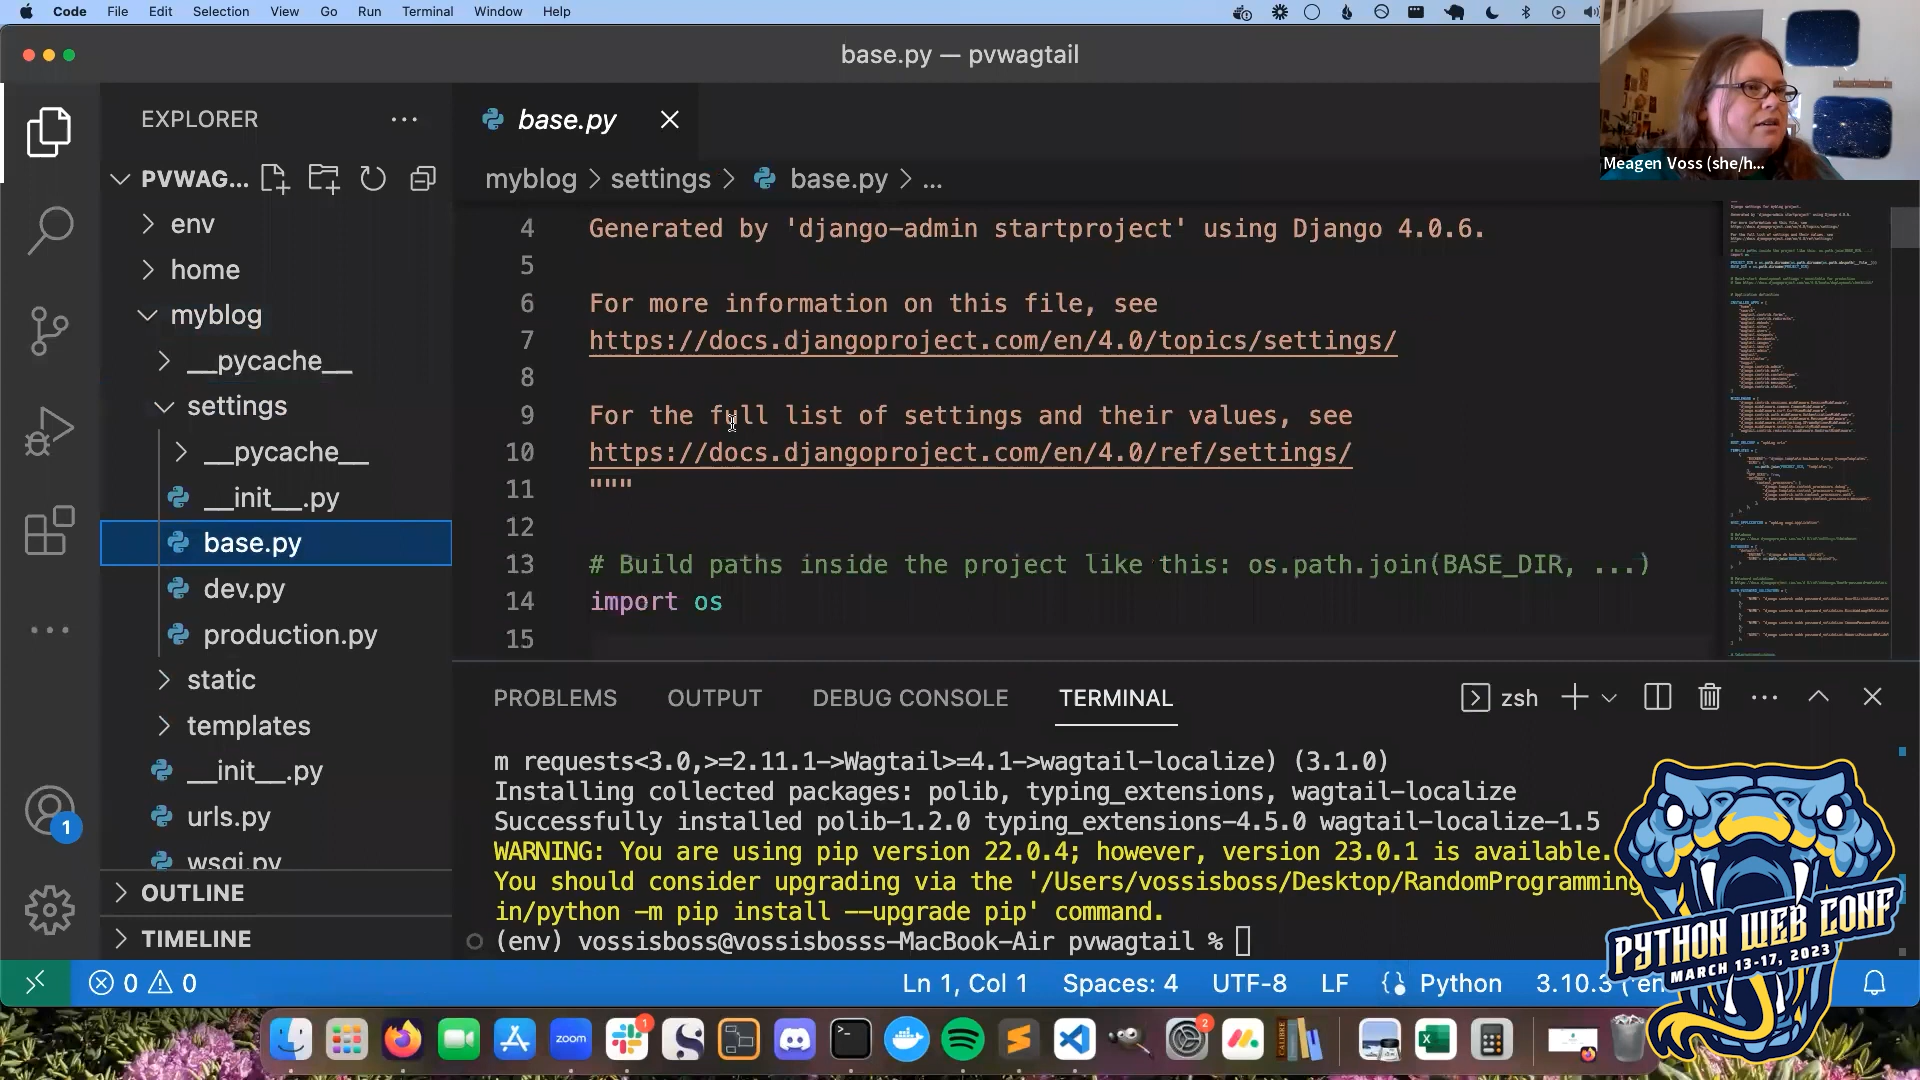 Code File Edit Selection View Go Run Terminal Window Help
base.py — pvwagtail
Meagen Voss (she/h...
EXPLORER
PVWAG...
env
home
myblog
__pycache__
settings
__pycache__
__init__.py
base.py
dev.py
production.py
static
templates
__init__.py
urls.py
wsgi.py
OUTLINE
TIMELINE
base.py
myblog > settings > base.py > ...
4 Generated by 'django-admin startproject' using Django 4.0.6.
5
6 For more information on this file, see
7 https://docs.djangoproject.com/en/4.0/topics/settings/
8
9 For the full list of settings and their values, see
10 https://docs.djangoproject.com/en/4.0/ref/settings/
11 """
12
13 # Build paths inside the project like this: os.path.join(BASE_DIR, ...)
14 import os
15
PROBLEMS OUTPUT DEBUG CONSOLE TERMINAL
zsh
m requests<3.0,>=2.11.1->Wagtail>=4.1->wagtail-localize) (3.1.0)
Installing collected packages: polib, typing_extensions, wagtail-localize
Successfully installed polib-1.2.0 typing_extensions-4.5.0 wagtail-localize-1.5
WARNING: You are using pip version 22.0.4; however, version 23.0.1 is available.
You should consider upgrading via the '/Users/vossisboss/Desktop/RandomProgramming
in/python -m pip install --upgrade pip' command.
(env) vossisboss@vossisbosss-MacBook-Air pvwagtail %
0 0
Ln 1, Col 1 Spaces: 4 UTF-8 LF Python 3.10.3
1
PYTHON WEB CONF
MARCH 13-17, 2023
zoom
1
2